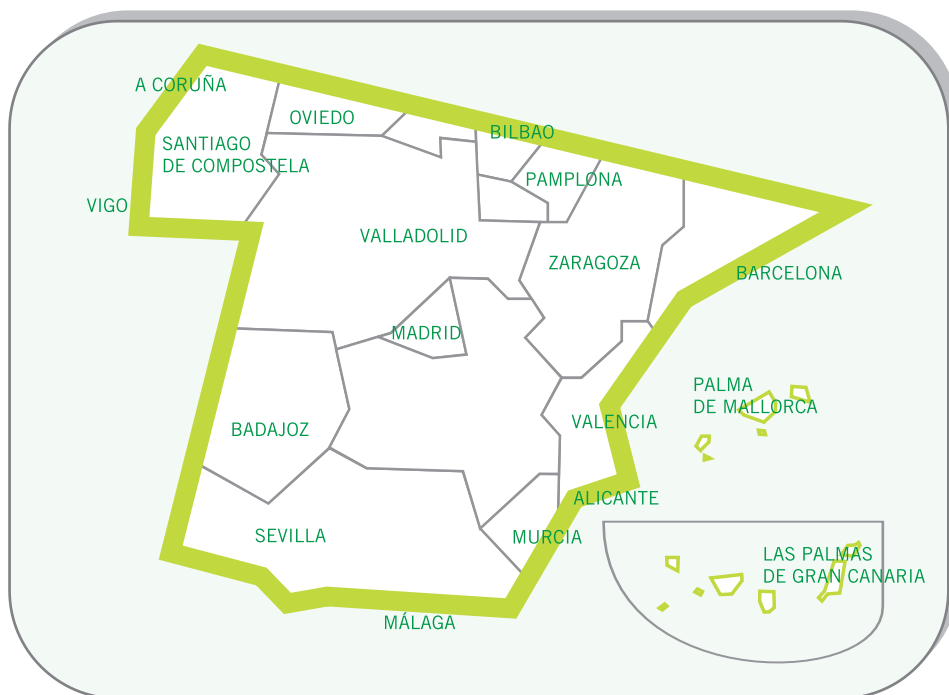 A CORUÑA
OVIEDO
BILBAO
SANTIAGO
DE COMPOSTELA
PAMPLONA
VIGO
VALLADOLID
ZARAGOZA
BARCELONA
MADRID
PALMA
DE MALLORCA
BADAJOZ
VALENCIA
ALICANTE
SEVILLA
MURCIA
LAS PALMAS
DE GRAN CANARIA
MÁLAGA